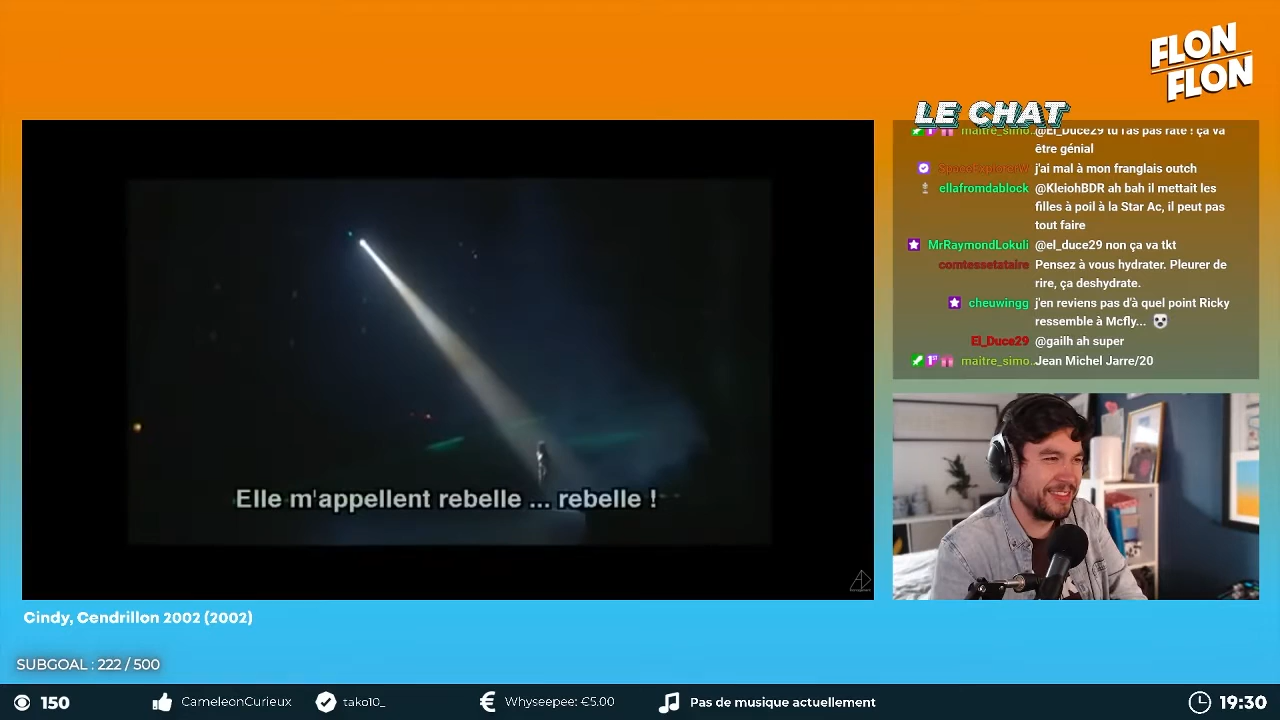 FLON
FLON
LE CHAT
maitre_simo.. @El_Duce29 tu l'as pas raté ! ça va
être génial
SpaceExplorerW j'ai mal à mon franglais outch
ellafromdablock @KleiohBDR ah bah il mettait les
filles à poil à la Star Ac, il peut pas
tout faire
MrRaymondLokuli @el_duce29 non ça va tkt
comtessetataire Pensez à vous hydrater. Pleurer de
rire, ça deshydrate.
cheuwingg j'en reviens pas d'à quel point Ricky
ressemble à Mcfly...
El_Duce29 @gailh ah super
maitre_simo.. Jean Michel Jarre/20
Elle m'appellent rebelle ... rebelle !
Cindy, Cendrillon 2002 (2002)
SUBGOAL : 222 / 500
150 CameleonCurieux tako10_ € Whyseepee: €5.00 Pas de musique actuellement 19:30